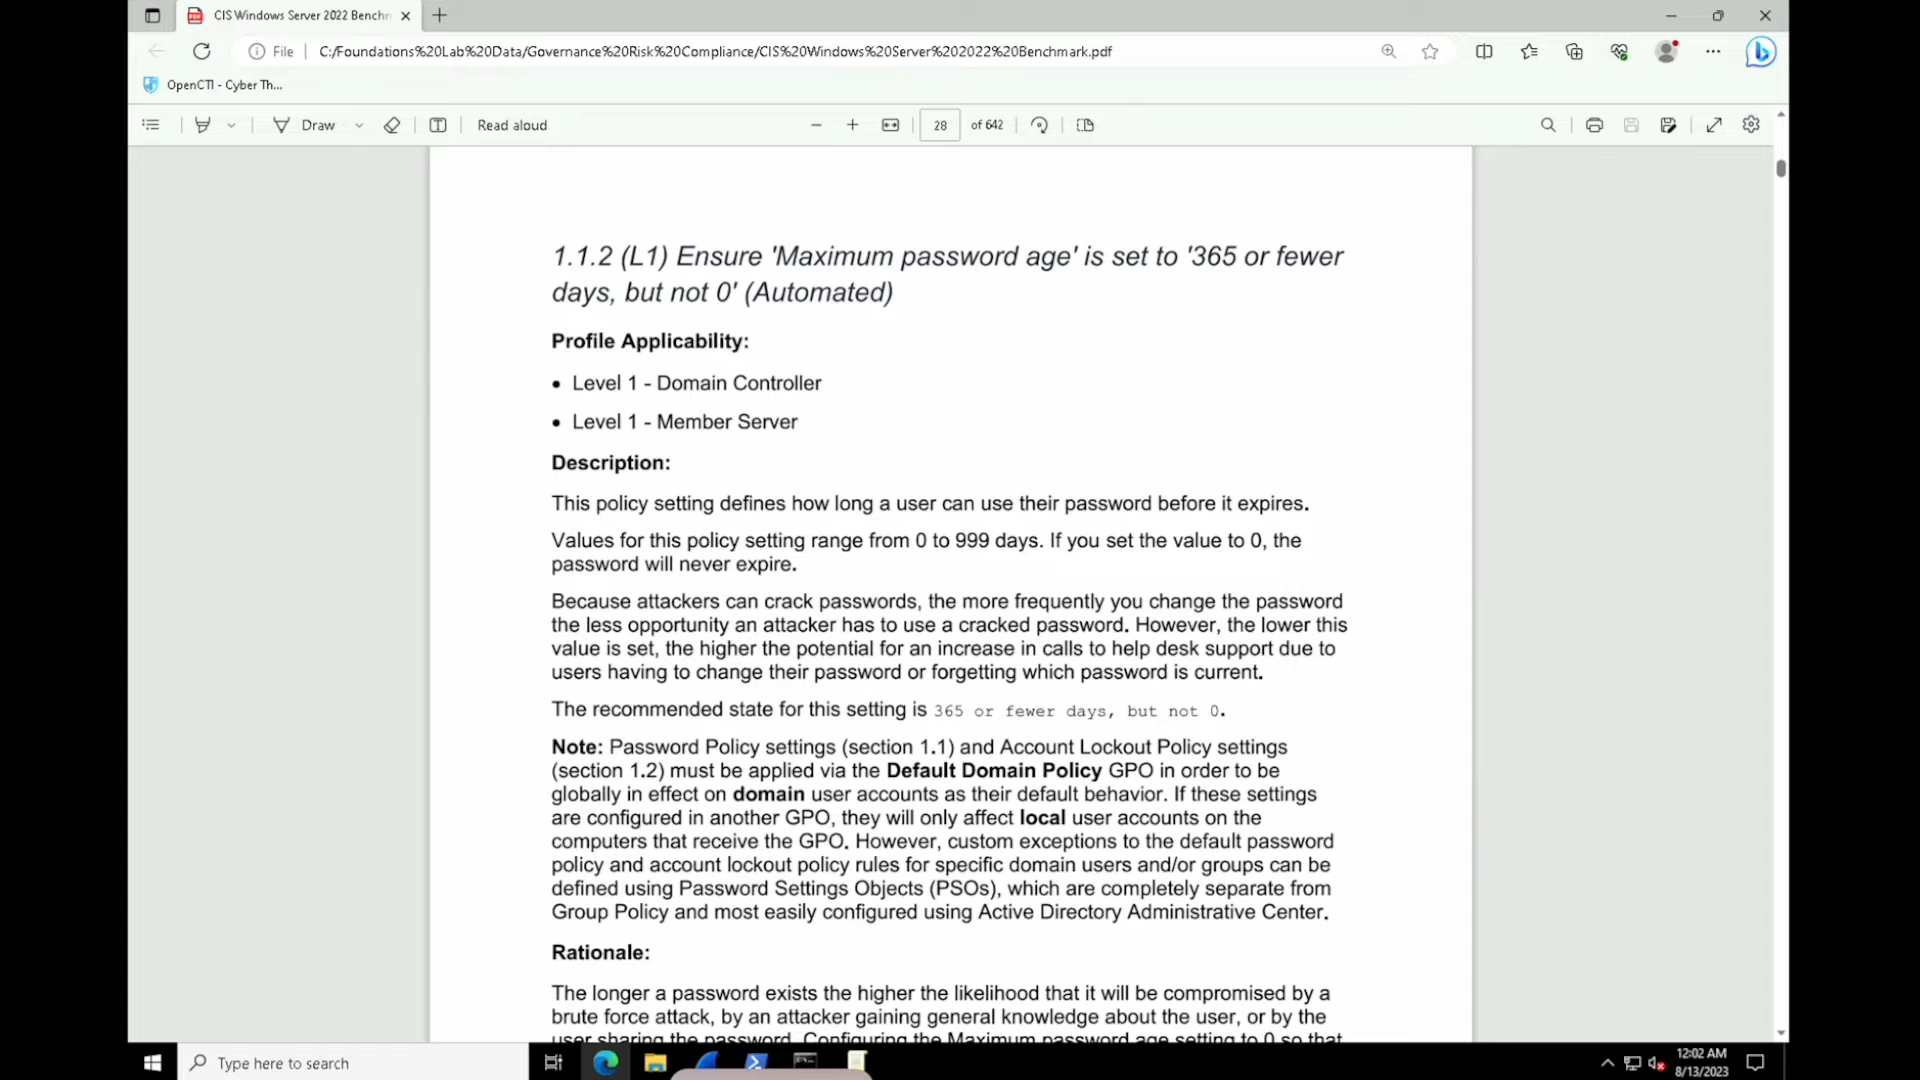 CIS Windows Server 2022 Benchm
File
C:/Foundations%20Lab%20Data/Governance%20Risk%20Compliance/CIS%20Windows%20Server%202022%20Benchmark.pdf
OpenCTI - Cyber Th...
Draw
Read aloud
28 of 642
1.1.2 (L1) Ensure 'Maximum password age' is set to '365 or fewer
days, but not 0' (Automated)
Profile Applicability:
• Level 1 - Domain Controller
• Level 1 - Member Server
Description:
This policy setting defines how long a user can use their password before it expires.
Values for this policy setting range from 0 to 999 days. If you set the value to 0, the
password will never expire.
Because attackers can crack passwords, the more frequently you change the password
the less opportunity an attacker has to use a cracked password. However, the lower this
value is set, the higher the potential for an increase in calls to help desk support due to
users having to change their password or forgetting which password is current.
The recommended state for this setting is 365 or fewer days, but not 0.
Note: Password Policy settings (section 1.1) and Account Lockout Policy settings
(section 1.2) must be applied via the Default Domain Policy GPO in order to be
globally in effect on domain user accounts as their default behavior. If these settings
are configured in another GPO, they will only affect local user accounts on the
computers that receive the GPO. However, custom exceptions to the default password
policy and account lockout policy rules for specific domain users and/or groups can be
defined using Password Settings Objects (PSOs), which are completely separate from
Group Policy and most easily configured using Active Directory Administrative Center.
Rationale:
The longer a password exists the higher the likelihood that it will be compromised by a
brute force attack, by an attacker gaining general knowledge about the user, or by the
user sharing the password. Configuring the Maximum password age setting to 0 so that
Type here to search
12:02 AM
8/13/2023